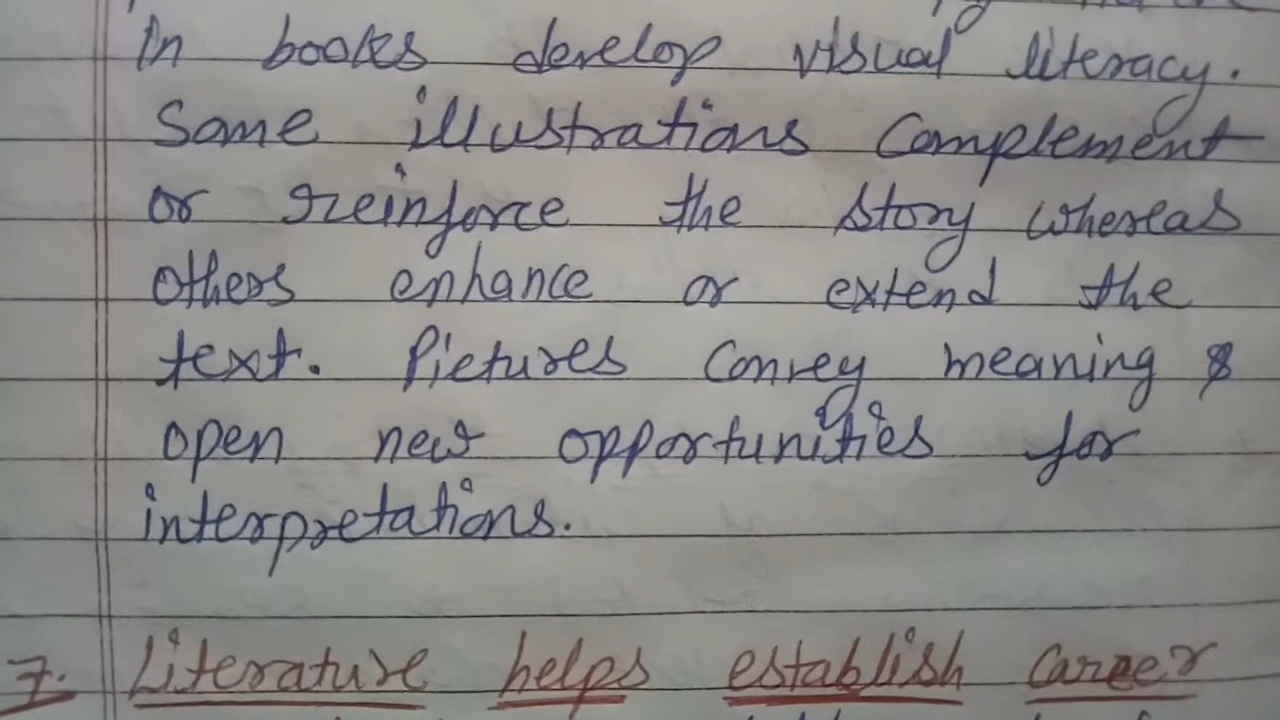 in books develop visual literacy.
Some illustrations complement
or reinforce the story whereas
others enhance or extend the
text. Pictures convey meaning &
open new opportunities for
interpretations.
7. Literature helps establish career